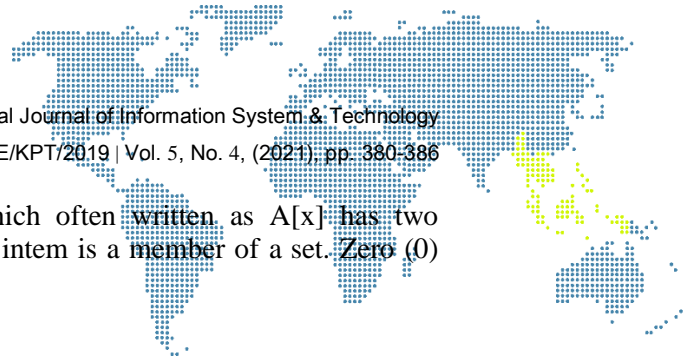 al Journal of Information System & Technology
E/KPT/2019 | Vol. 5, No. 4, (2021), pp. 380-386
hich often written as A[x] has two
intem is a member of a set. Zero (0)